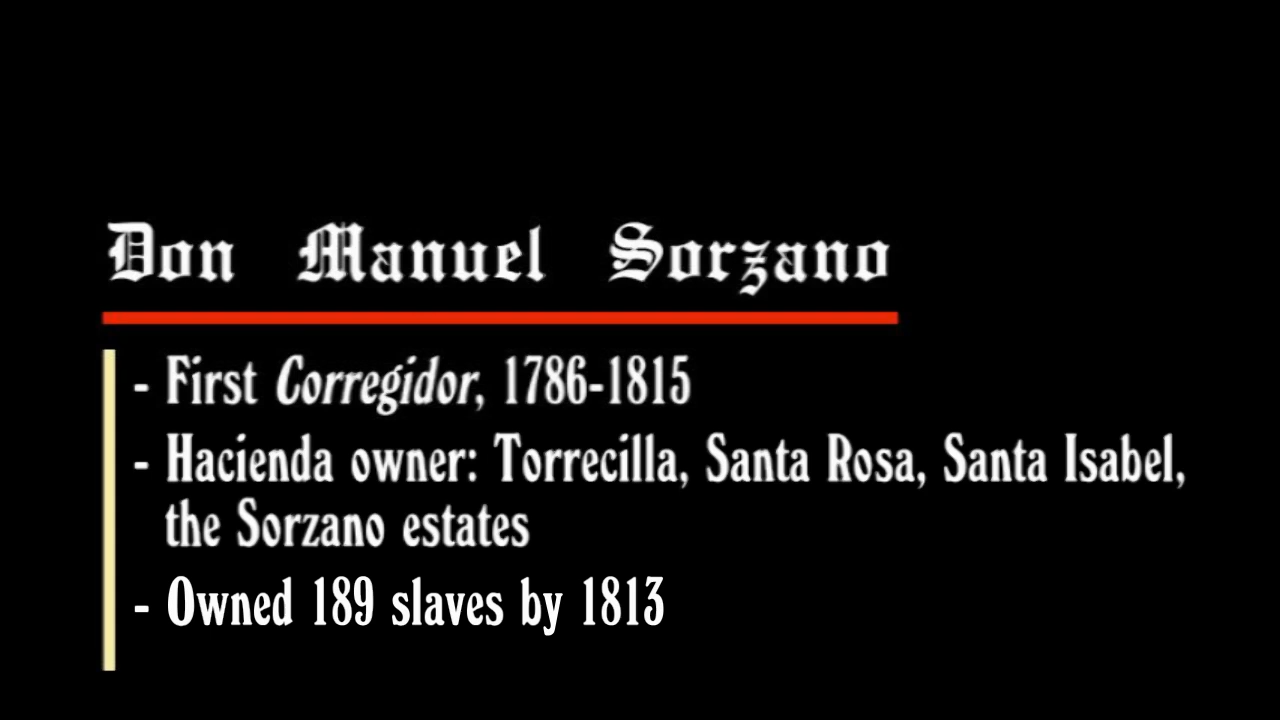 Don Manuel Sorzano
- First Corregidor, 1786-1815
- Hacienda owner: Torrecilla, Santa Rosa, Santa Isabel,
the Sorzano estates
- Owned 189 slaves by 1813